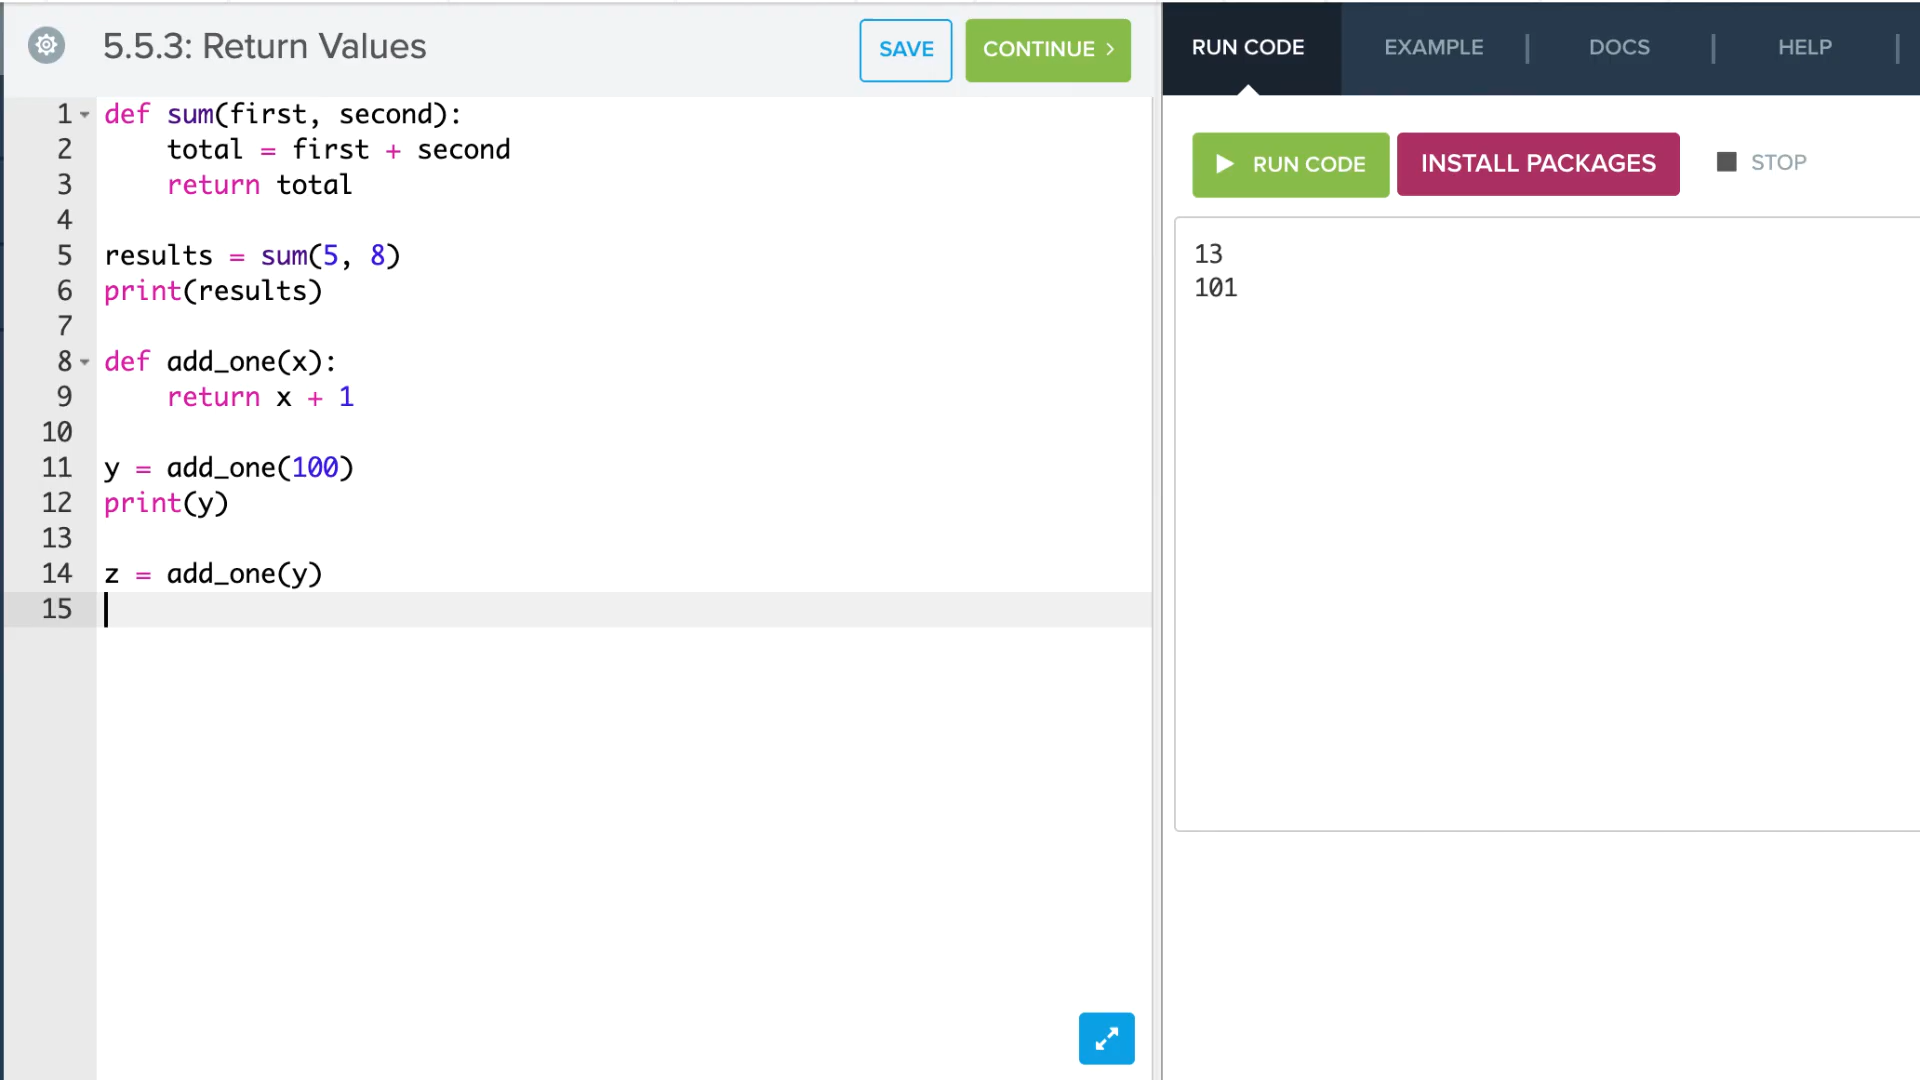 5.5.3: Return Values
SAVE
CONTINUE >
RUN CODE
EXAMPLE
DOCS
HELP
RUN CODE
INSTALL PACKAGES
STOP
1 def sum(first, second):
2     total = first + second
3     return total
4
5 results = sum(5, 8)
6 print(results)
7
8 def add_one(x):
9     return x + 1
10
11 y = add_one(100)
12 print(y)
13
14 z = add_one(y)
15
13
101